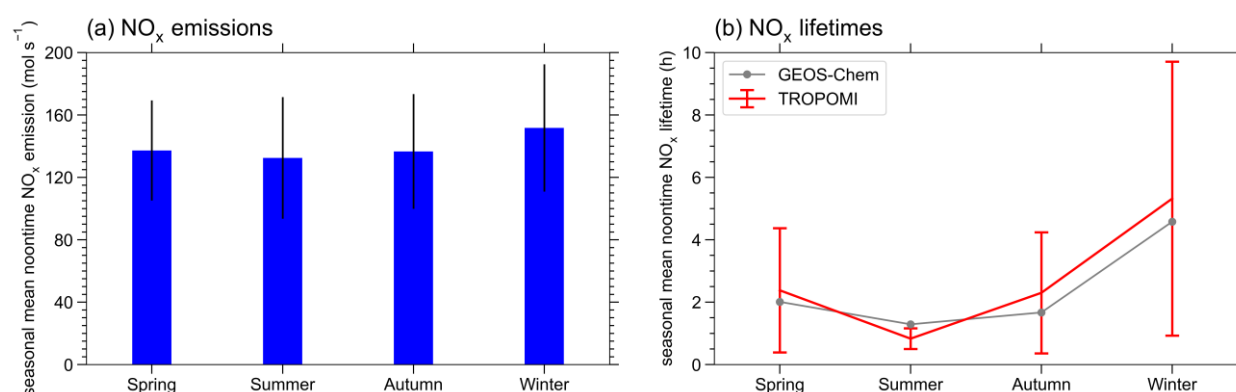 (a) NOₓ emissions
seasonal mean noontime NOₓ emission (mol s⁻¹)
200
160
120
80
40
0
Spring Summer Autumn Winter
(b) NOₓ lifetimes
seasonal mean noontime NOₓ lifetime (h)
10
8
6
4
2
0
GEOS-Chem
TROPOMI
Spring Summer Autumn Winter